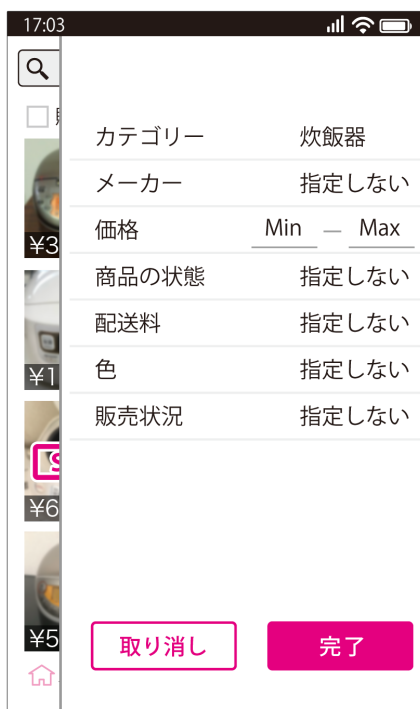 17:03
カテゴリー 炊飯器
メーカー 指定しない
価格 Min – Max
商品の状態 指定しない
配送料 指定しない
色 指定しない
販売状況 指定しない
¥3
¥1
¥6
¥5
取り消し 完了